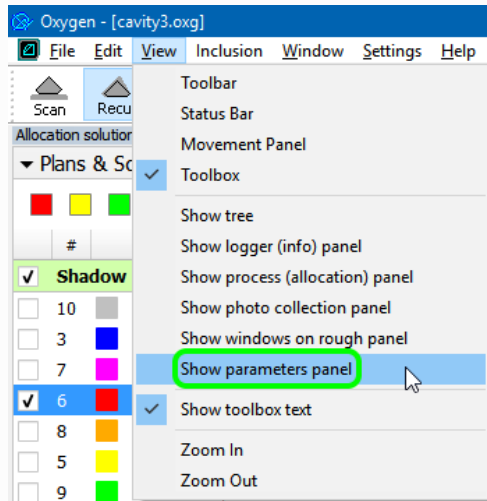 Oxygen - [cavity3.oxg]
File Edit View Inclusion Window Settings Help
Scan
Allocation
Plans &
#
Shadow
10
3
7
6
8
5
9
Toolbar
Status Bar
Movement Panel
Toolbox
Show tree
Show logger (info) panel
Show process (allocation) panel
Show photo collection panel
Show windows on rough panel
Show parameters panel
Show toolbox text
Zoom In
Zoom Out